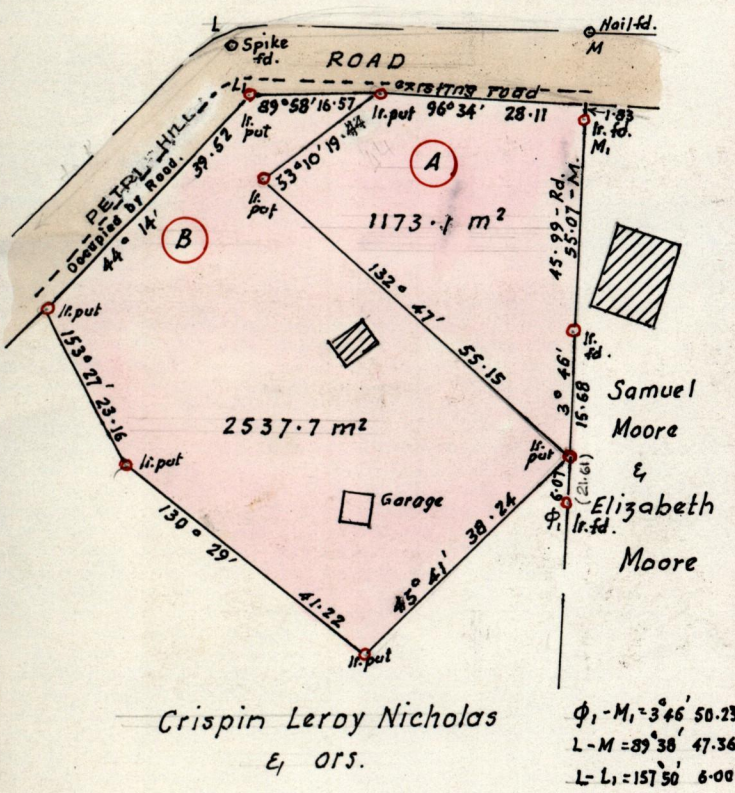 L
Nail fd.
M
Spike
fd.
ROAD
existing road
L₁
89° 58' 16.57
Ir. put
Ir. put
96° 34' 28.11
1.83
Ir. fd.
M₁
PETRL HILL
Occupied by Road.
39.62
44° 14'
53° 10' 19.44
Ir.
put
A
1173.1 m²
B
45.99 - Rd.
55.07 - M.
132° 47' 55.15
Ir.
fd.
Ir. put
153° 27' 23.16
3° 46' 15.68
Samuel
Moore
&
Elizabeth
Moore
2537.7 m²
Ir. put
Ir.
put
6.07
(21.61)
Φ₁
Ir. fd.
Garage
130° 29' 41.22
45° 41' 38.24
Ir. put
Crispin Leroy Nicholas
& ors.
Φ₁ - M₁ = 3° 46' 50.23
L - M = 89° 38' 47.36
L - L₁ = 157° 50' 6.00